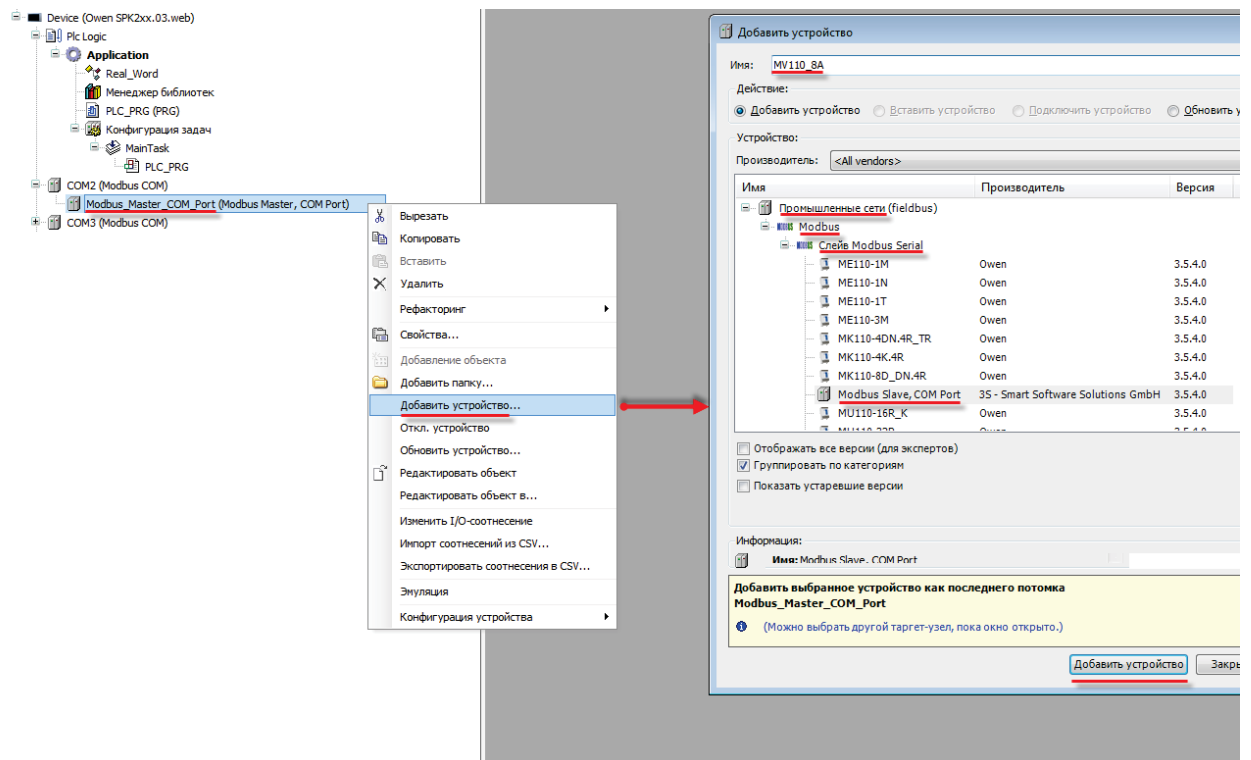 Device (Owen SPK2xx.03.web)
Plc Logic
Application
Real_Word
Менеджер библиотек
PLC_PRG (PRG)
Конфигурация задач
MainTask
PLC_PRG
COM2 (Modbus COM)
Modbus_Master_COM_Port (Modbus Master, COM Port)
COM3 (Modbus COM)
Вырезать
Копировать
Вставить
Удалить
Рефакторинг
Свойства...
Добавление объекта
Добавить папку...
Добавить устройство...
Откл. устройство
Обновить устройство...
Редактировать объект
Редактировать объект в...
Изменить I/O-соотнесение
Импорт соотнесений из CSV...
Экспортировать соотнесения в CSV...
Эмуляция
Конфигурация устройства
Добавить устройство
Имя: MV110_8A
Действие:
Добавить устройство Вставить устройство Подключить устройство Обновить у
Устройство:
Производитель: <All vendors>
Имя Производитель Версия
Промышленные сети (fieldbus)
Modbus
Слейв Modbus Serial
ME110-1M Owen 3.5.4.0
ME110-1N Owen 3.5.4.0
ME110-1T Owen 3.5.4.0
ME110-3M Owen 3.5.4.0
MK110-4DN.4R_TR Owen 3.5.4.0
MK110-4K.4R Owen 3.5.4.0
MK110-8D_DN.4R Owen 3.5.4.0
Modbus Slave, COM Port 3S - Smart Software Solutions GmbH 3.5.4.0
MU110-16R_K Owen 3.5.4.0
Отображать все версии (для экспертов)
Группировать по категориям
Показать устаревшие версии
Информация:
Имя: Modbus Slave, COM Port
Добавить выбранное устройство как последнего потомка
Modbus_Master_COM_Port
(Можно выбрать другой таргет-узел, пока окно открыто.)
Добавить устройство Закры